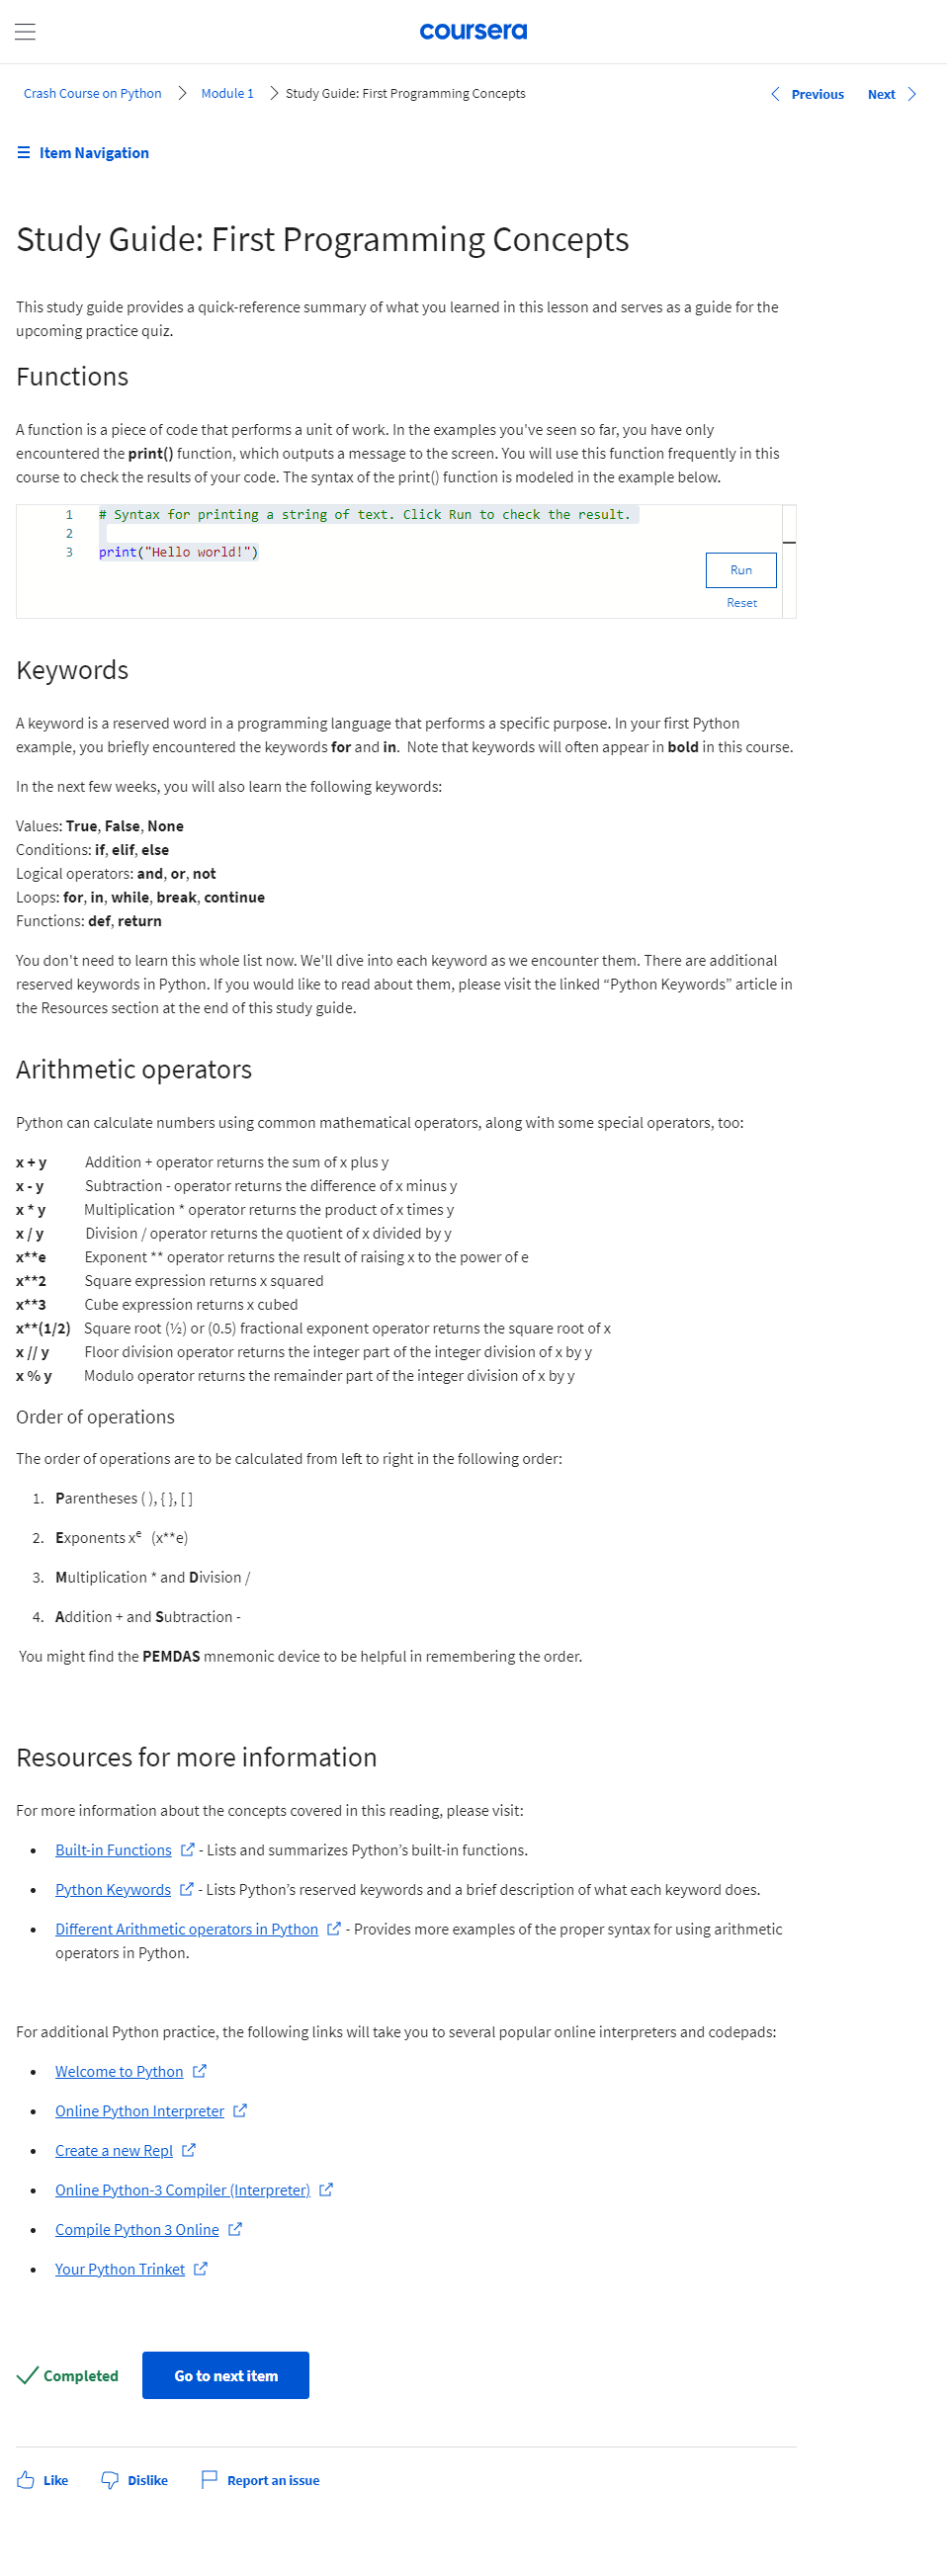 coursera
Crash Course on Python > Module 1 > Study Guide: First Programming Concepts
Previous Next
Item Navigation
Study Guide: First Programming Concepts
This study guide provides a quick-reference summary of what you learned in this lesson and serves as a guide for the
upcoming practice quiz.
Functions
A function is a piece of code that performs a unit of work. In the examples you've seen so far, you have only
encountered the print() function, which outputs a message to the screen. You will use this function frequently in this
course to check the results of your code. The syntax of the print() function is modeled in the example below.
1 # Syntax for printing a string of text. Click Run to check the result.
2
3 print("Hello world!")
Run
Reset
Keywords
A keyword is a reserved word in a programming language that performs a specific purpose. In your first Python
example, you briefly encountered the keywords for and in.  Note that keywords will often appear in bold in this course.
In the next few weeks, you will also learn the following keywords:
Values: True, False, None
Conditions: if, elif, else
Logical operators: and, or, not
Loops: for, in, while, break, continue
Functions: def, return
You don't need to learn this whole list now. We'll dive into each keyword as we encounter them. There are additional
reserved keywords in Python. If you would like to read about them, please visit the linked “Python Keywords” article in
the Resources section at the end of this study guide.
Arithmetic operators
Python can calculate numbers using common mathematical operators, along with some special operators, too:
x + y Addition + operator returns the sum of x plus y
x - y Subtraction - operator returns the difference of x minus y
x * y Multiplication * operator returns the product of x times y
x / y Division / operator returns the quotient of x divided by y
x**e Exponent ** operator returns the result of raising x to the power of e
x**2 Square expression returns x squared
x**3 Cube expression returns x cubed
x**(1/2) Square root (½) or (0.5) fractional exponent operator returns the square root of x
x // y Floor division operator returns the integer part of the integer division of x by y
x % y Modulo operator returns the remainder part of the integer division of x by y
Order of operations
The order of operations are to be calculated from left to right in the following order:
1. Parentheses ( ), { }, [ ]
2. Exponents xᵉ (x**e)
3. Multiplication * and Division /
4. Addition + and Subtraction -
You might find the PEMDAS mnemonic device to be helpful in remembering the order.
Resources for more information
For more information about the concepts covered in this reading, please visit:
• Built-in Functions - Lists and summarizes Python’s built-in functions.
• Python Keywords - Lists Python’s reserved keywords and a brief description of what each keyword does.
• Different Arithmetic operators in Python - Provides more examples of the proper syntax for using arithmetic
operators in Python.
For additional Python practice, the following links will take you to several popular online interpreters and codepads:
• Welcome to Python
• Online Python Interpreter
• Create a new Repl
• Online Python-3 Compiler (Interpreter)
• Compile Python 3 Online
• Your Python Trinket
Completed Go to next item
Like Dislike Report an issue